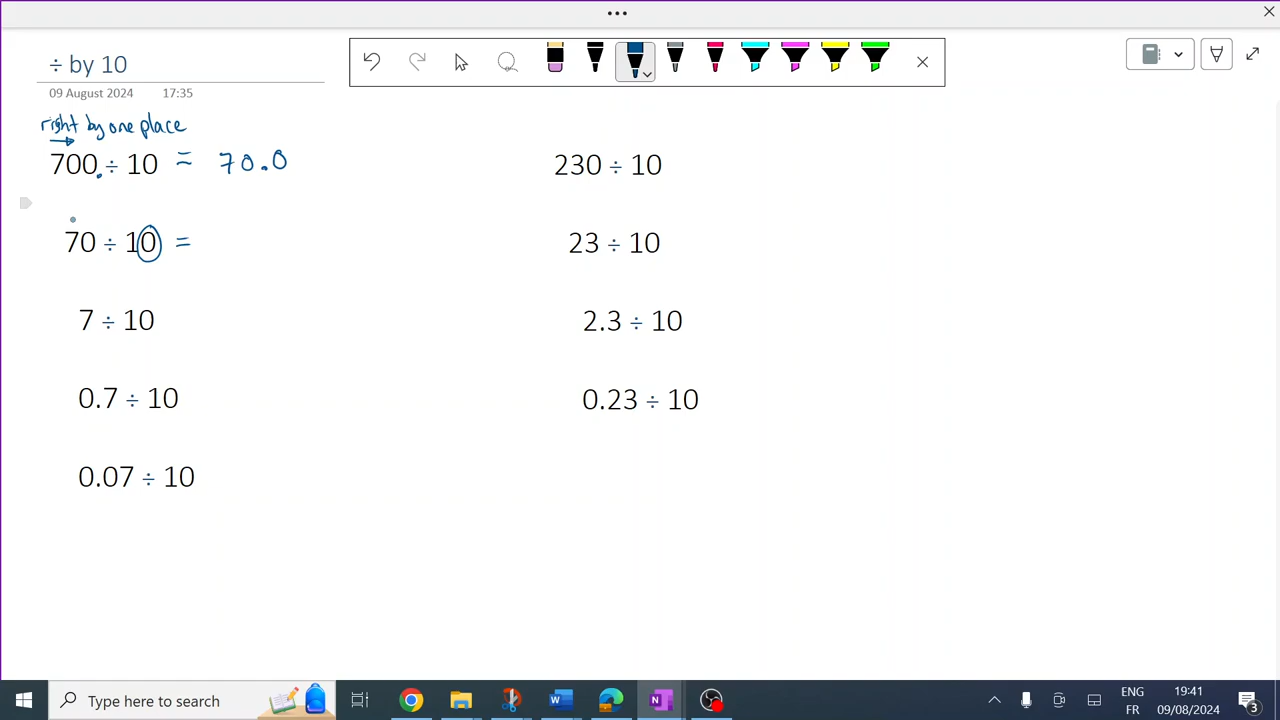 ÷ by 10
09 August 2024 17:35
right by one place
700 ÷ 10 = 70.0
230 ÷ 10
70 ÷ 10 =
23 ÷ 10
7 ÷ 10
2.3 ÷ 10
0.7 ÷ 10
0.23 ÷ 10
0.07 ÷ 10
Type here to search
ENG
FR
19:41
09/08/2024
3